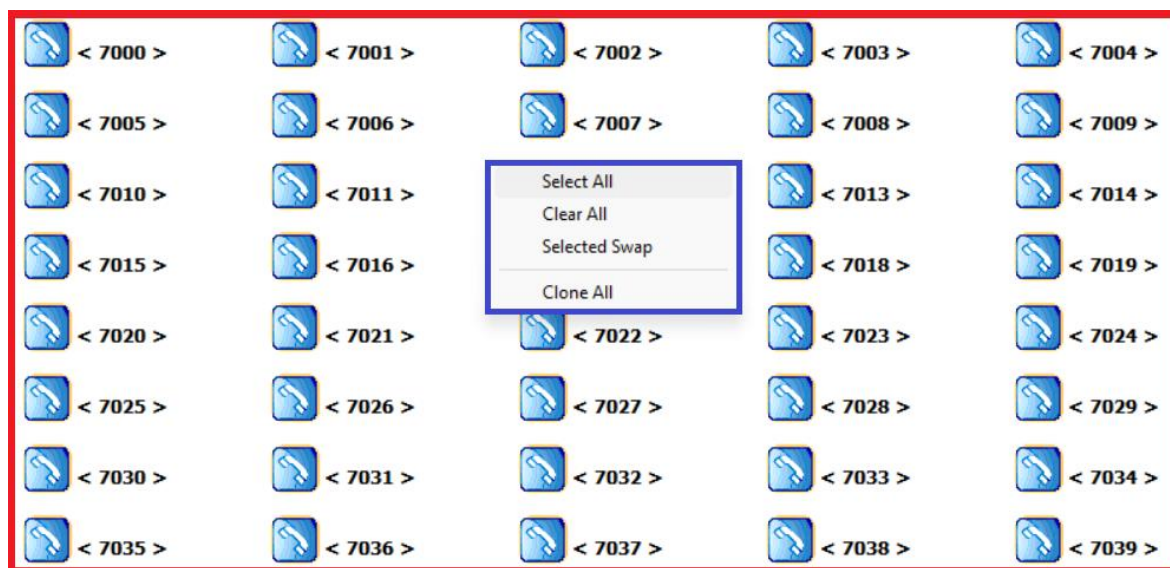 < 7000 > < 7001 > < 7002 > < 7003 > < 7004 >
< 7005 > < 7006 > < 7007 > < 7008 > < 7009 >
< 7010 > < 7011 > < 7013 > < 7014 >
< 7015 > < 7016 > < 7018 > < 7019 >
Select All
Clear All
Selected Swap
Clone All
< 7020 > < 7021 > < 7022 > < 7023 > < 7024 >
< 7025 > < 7026 > < 7027 > < 7028 > < 7029 >
< 7030 > < 7031 > < 7032 > < 7033 > < 7034 >
< 7035 > < 7036 > < 7037 > < 7038 > < 7039 >